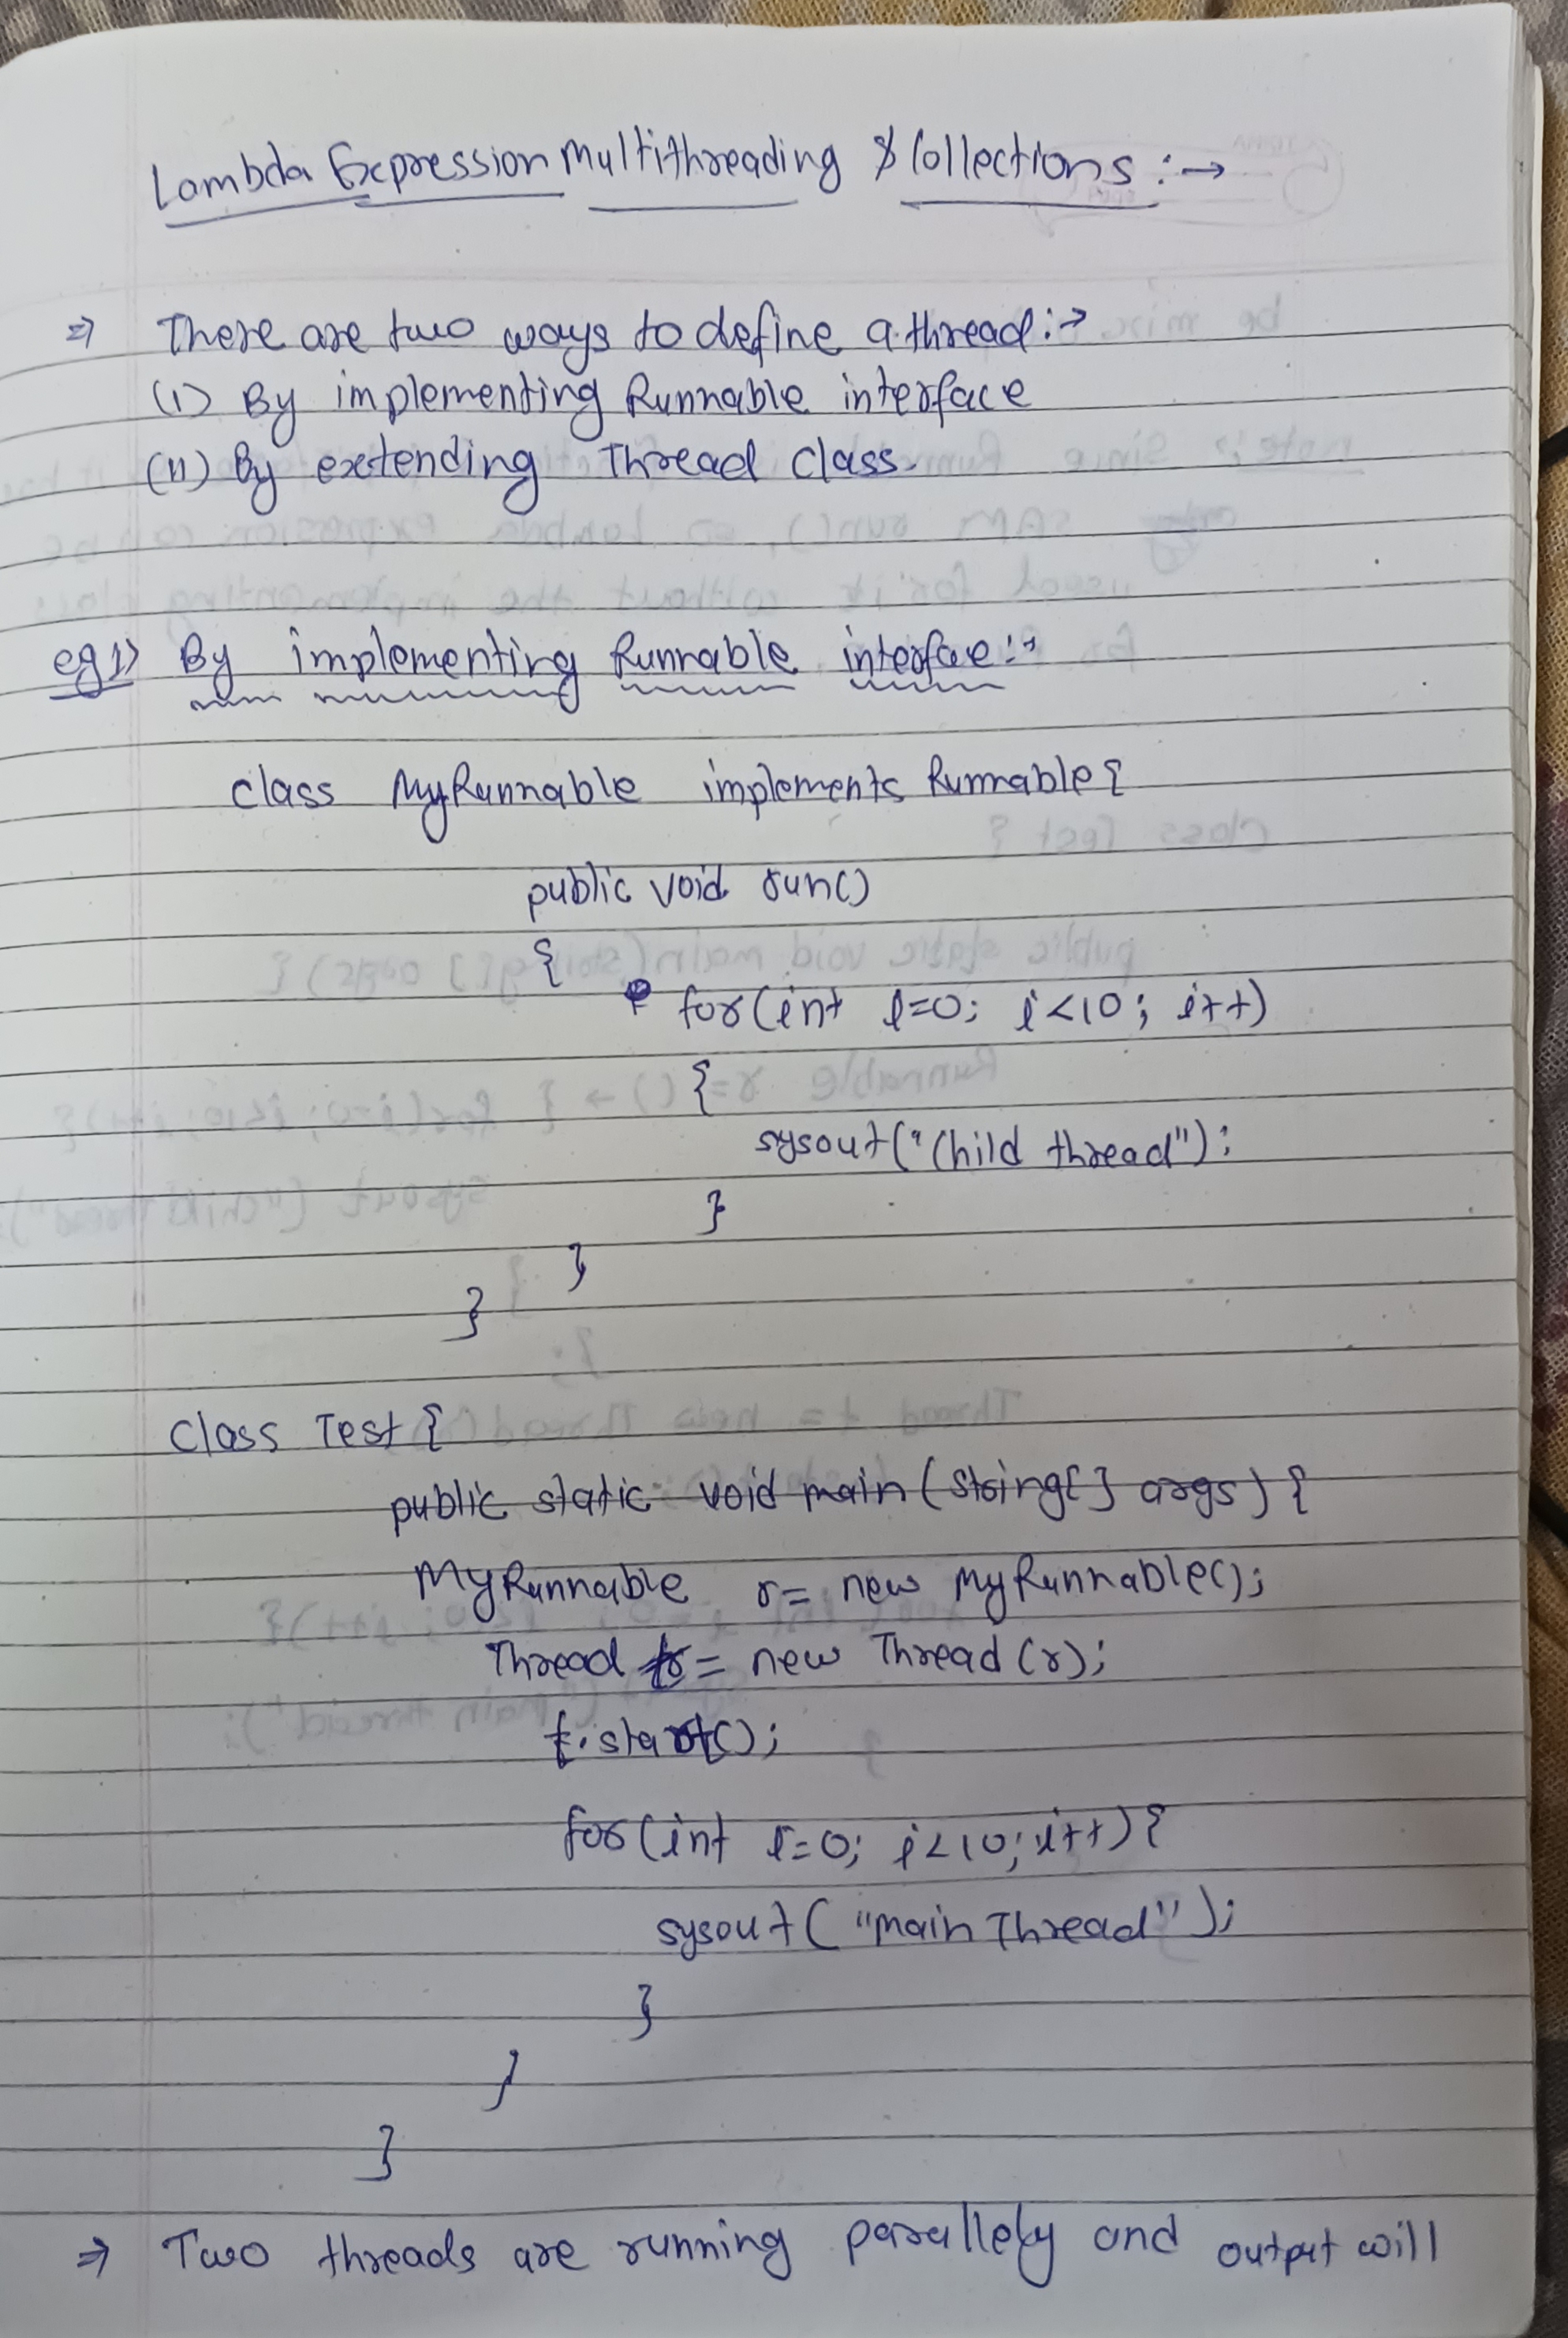 Lambda Expression Multithreading & Collections :→
⇒ There are two ways to define a thread :→
(i) By implementing Runnable interface
(ii) By extending Thread class.
eg1) By implementing Runnable interface :→
class MyRunnable implements Runnable {
public void run()
{
for(int i=0; i<10; i++)
{
sysout("Child thread");
}
}
}
class Test {
public static void main(String[] args) {
MyRunnable r = new MyRunnable();
Thread t = new Thread (r);
t.start();
for(int i=0; i<10; i++) {
sysout( "main Thread");
}
}
}
⇒ Two threads are running parallely and output will